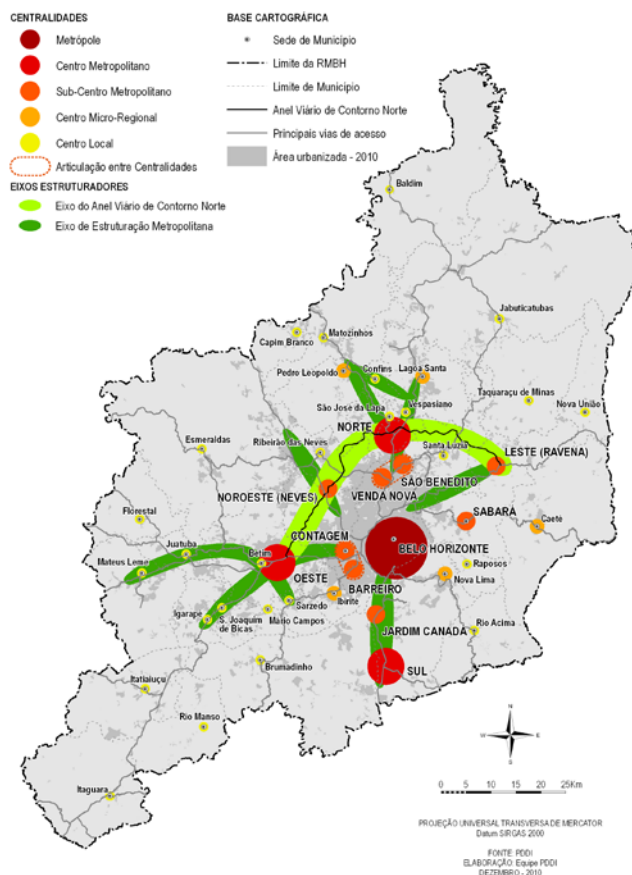 CENTRALIDADES
Metrópole
Centro Metropolitano
Sub-Centro Metropolitano
Centro Micro-Regional
Centro Local
Articulação entre Centralidades
EIXOS ESTRUTURADORES
Eixo do Anel Viário de Contorno Norte
Eixo de Estruturação Metropolitana
BASE CARTOGRÁFICA
Sede de Município
Limite da RMBH
Limite de Município
Anel Viário de Contorno Norte
Principais vias de acesso
Área urbanizada - 2010
Baldim
Jabuticatubas
Matozinhos
Capim Branco
Pedro Leopoldo
Confins
Lagoa Santa
Taquaraçu de Minas
Nova União
São José da Lapa
Vespasiano
NORTE
Esmeraldas
Ribeirão das Neves
Santa Luzia
LESTE (RAVENA)
SÃO BENEDITO
NOROESTE (NEVES)
VENDA NOVA
Florestal
SABARÁ
Caeté
CONTAGEM
Juatuba
Betim
BELO HORIZONTE
Mateus Leme
Raposos
OESTE
Nova Lima
BARREIRO
Ibirité
Sarzedo
Igarape
S. Joaquim
de Bicas
Mario Campos
JARDIM CANADÁ
Rio Acima
Brumadinho
SUL
Itatiaiuçu
Rio Manso
Itaguara
N
W
E
S
0
5
10
15
20
25Km
PROJEÇÃO UNIVERSAL TRANSVERSA DE MERCATOR
Datum SIRGAS 2000
FONTE: PDDI
ELABORAÇÃO: Equipe PDDI
DEZEMBRO - 2010